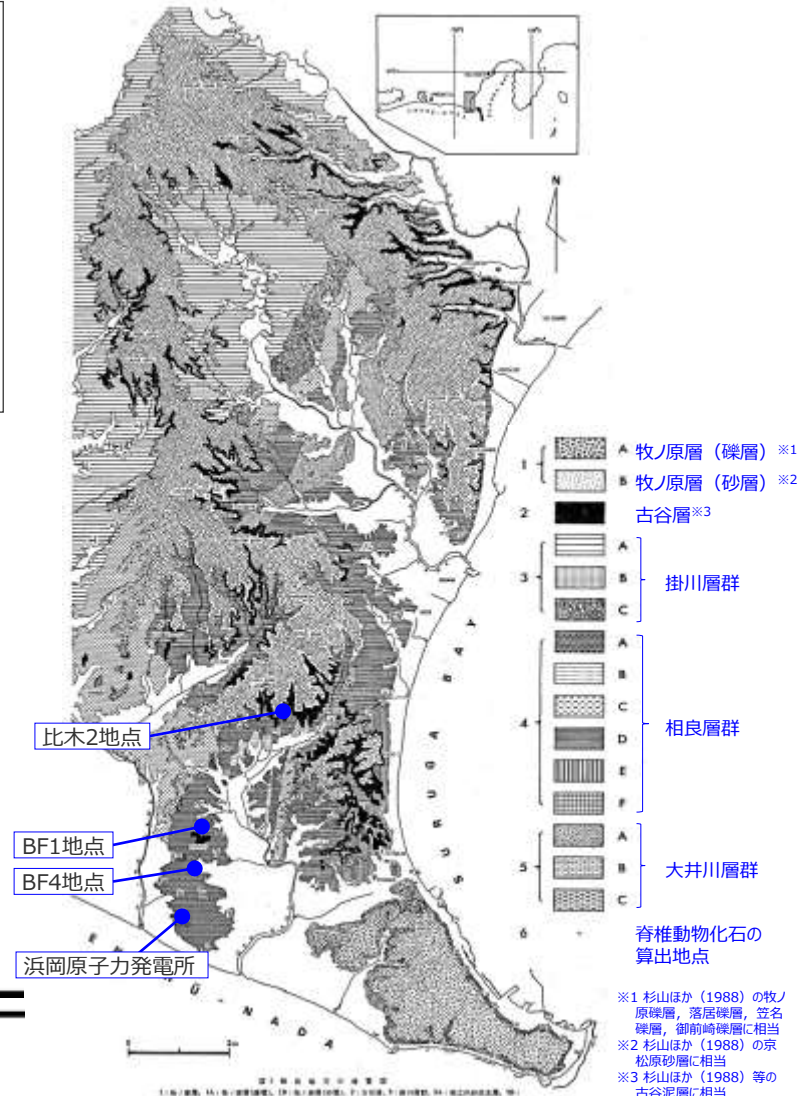 N
1
A 牧ノ原層（礫層）※1
B 牧ノ原層（砂層）※2
2 古谷層※3
3
A
B
C
掛川層群
4
A
B
C
D
E
F
相良層群
5
A
B
C
大井川層群
6
脊椎動物化石の
算出地点
比木2地点
BF1地点
BF4地点
浜岡原子力発電所
SURUGA BAY
ENSHŪ-NADA
0
※1 杉山ほか（1988）の牧ノ
原礫層，落居礫層，笠名
礫層，御前崎礫層に相当
※2 杉山ほか（1988）の京
松原砂層に相当
※3 杉山ほか（1988）等の
古谷泥層に相当